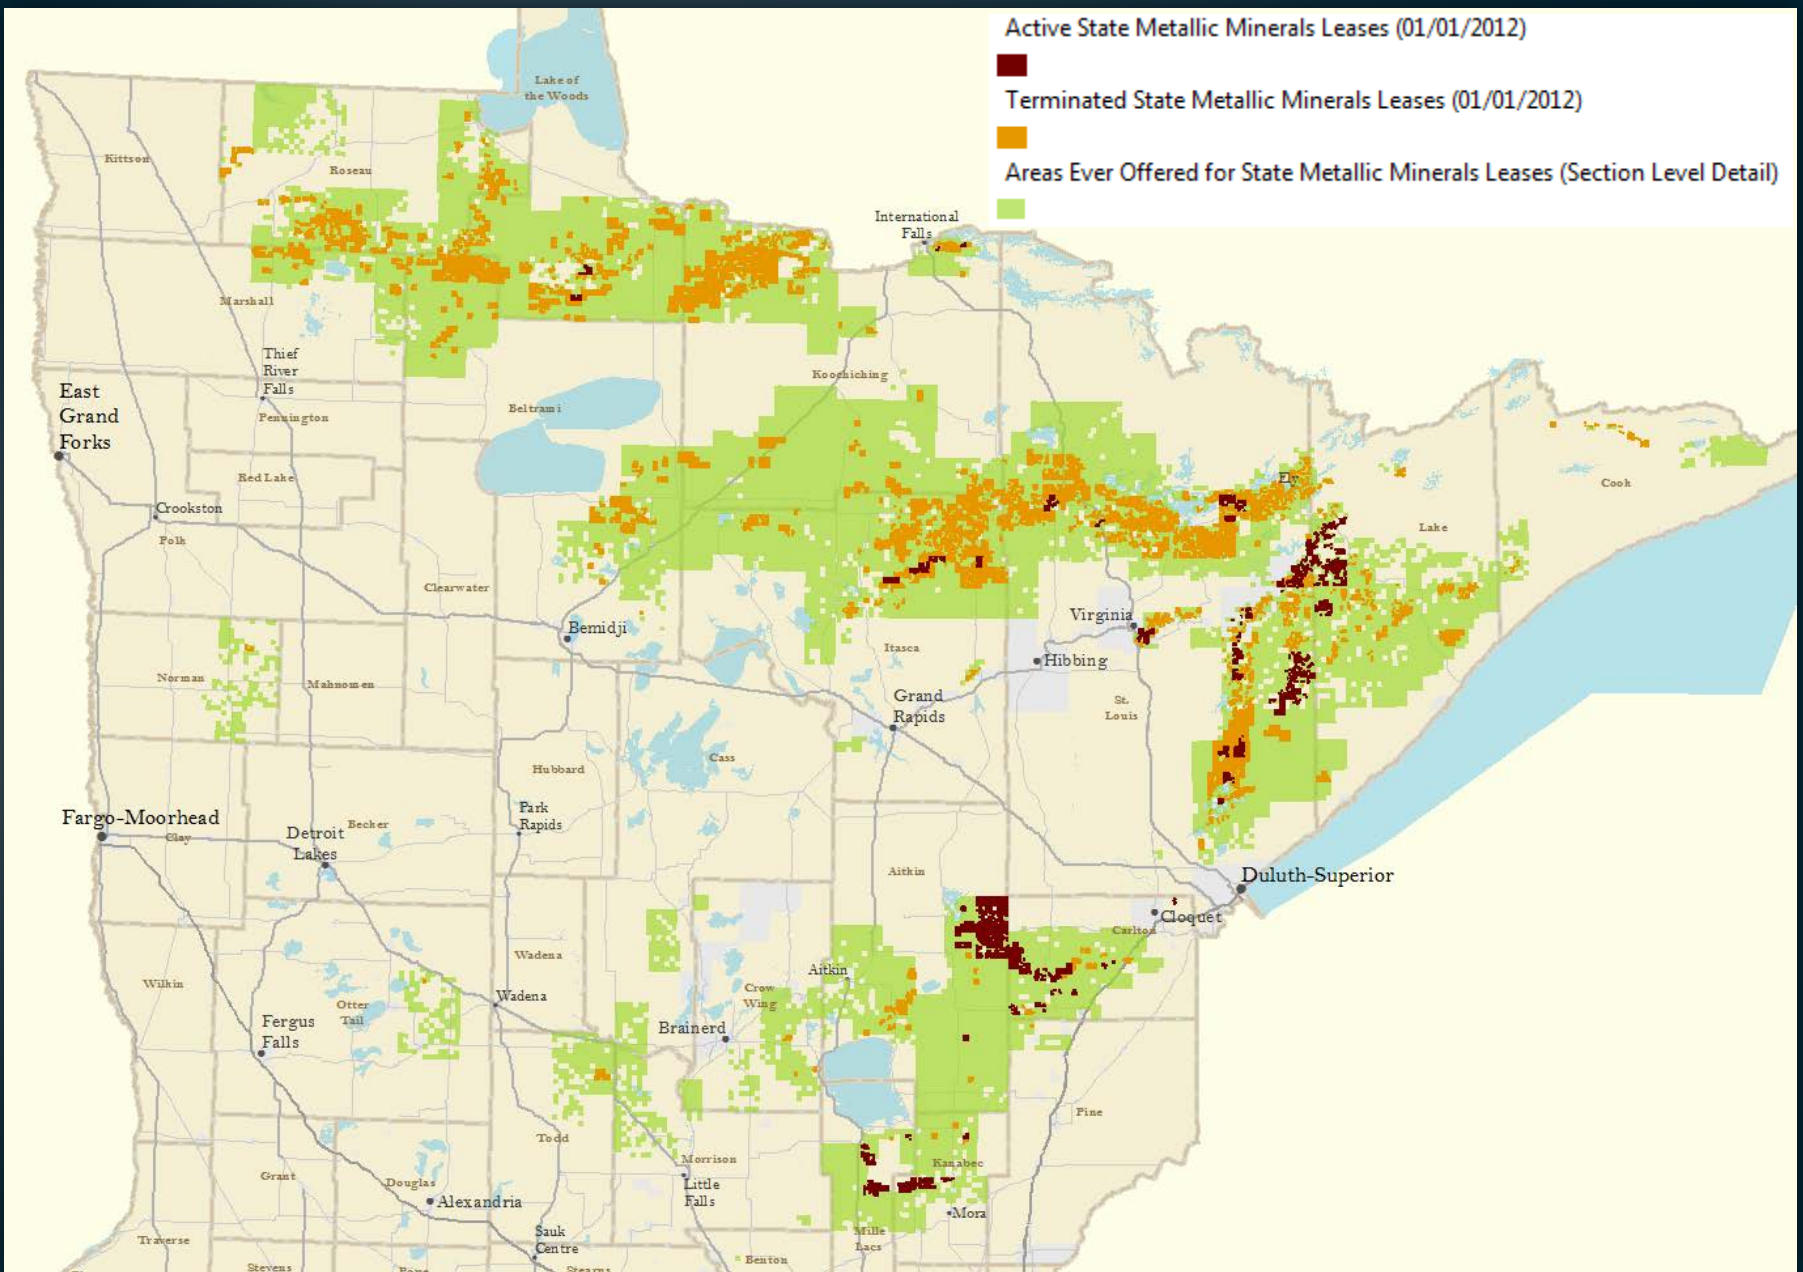 Active State Metallic Minerals Leases (01/01/2012)
Terminated State Metallic Minerals Leases (01/01/2012)
Areas Ever Offered for State Metallic Minerals Leases (Section Level Detail)
Lake of
the Woods
Kittson
Roseau
International
Falls
Marshall
Thief
River
Falls
Koochiching
East
Grand
Forks
Pennington
Beltrami
Red Lake
Ely
Cook
Crookston
Polk
Lake
Clearwater
Bemidji
Virginia
Itasca
Hibbing
Norman
Mahnomen
Grand
Rapids
St.
Louis
Cass
Hubbard
Park
Rapids
Fargo-Moorhead
Clay
Becker
Detroit
Lakes
Aitkin
Duluth-Superior
Cloquet
Carlton
Wadena
Aitkin
Wilkin
Crow
Wing
Otter
Tail
Wadena
Fergus
Falls
Brainerd
Pine
Todd
Morrison
Kanabec
Grant
Douglas
Little
Falls
Alexandria
Mora
Sauk
Centre
Mille
Lacs
Traverse
Benton
Stevens
Pope
Stearns